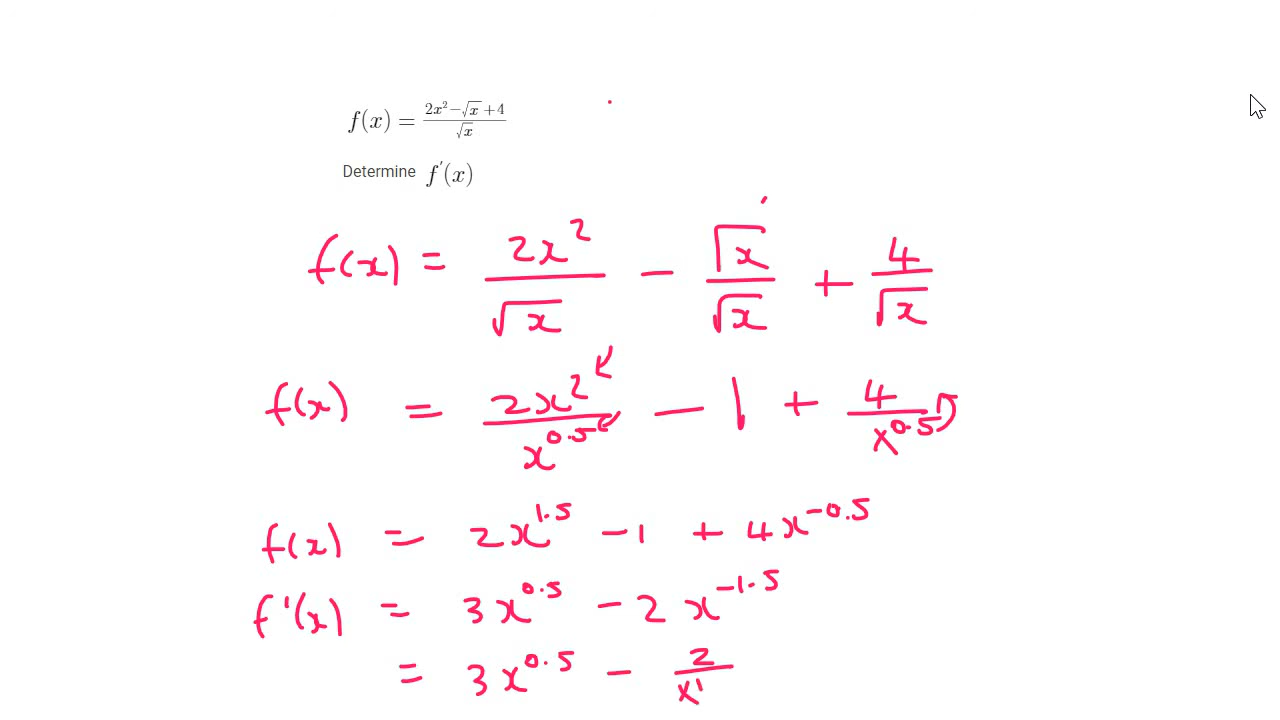 f(x) = (2x² − √x + 4)/√x
Determine f′(x)
f(x) = 2x²/√x − √x/√x + 4/√x
f(x) = 2x²/x^0.5 − 1 + 4/x^0.5
f(x) = 2x^1.5 − 1 + 4x^−0.5
f'(x) = 3x^0.5 − 2x^−1.5
= 3x^0.5 − 2/x^1